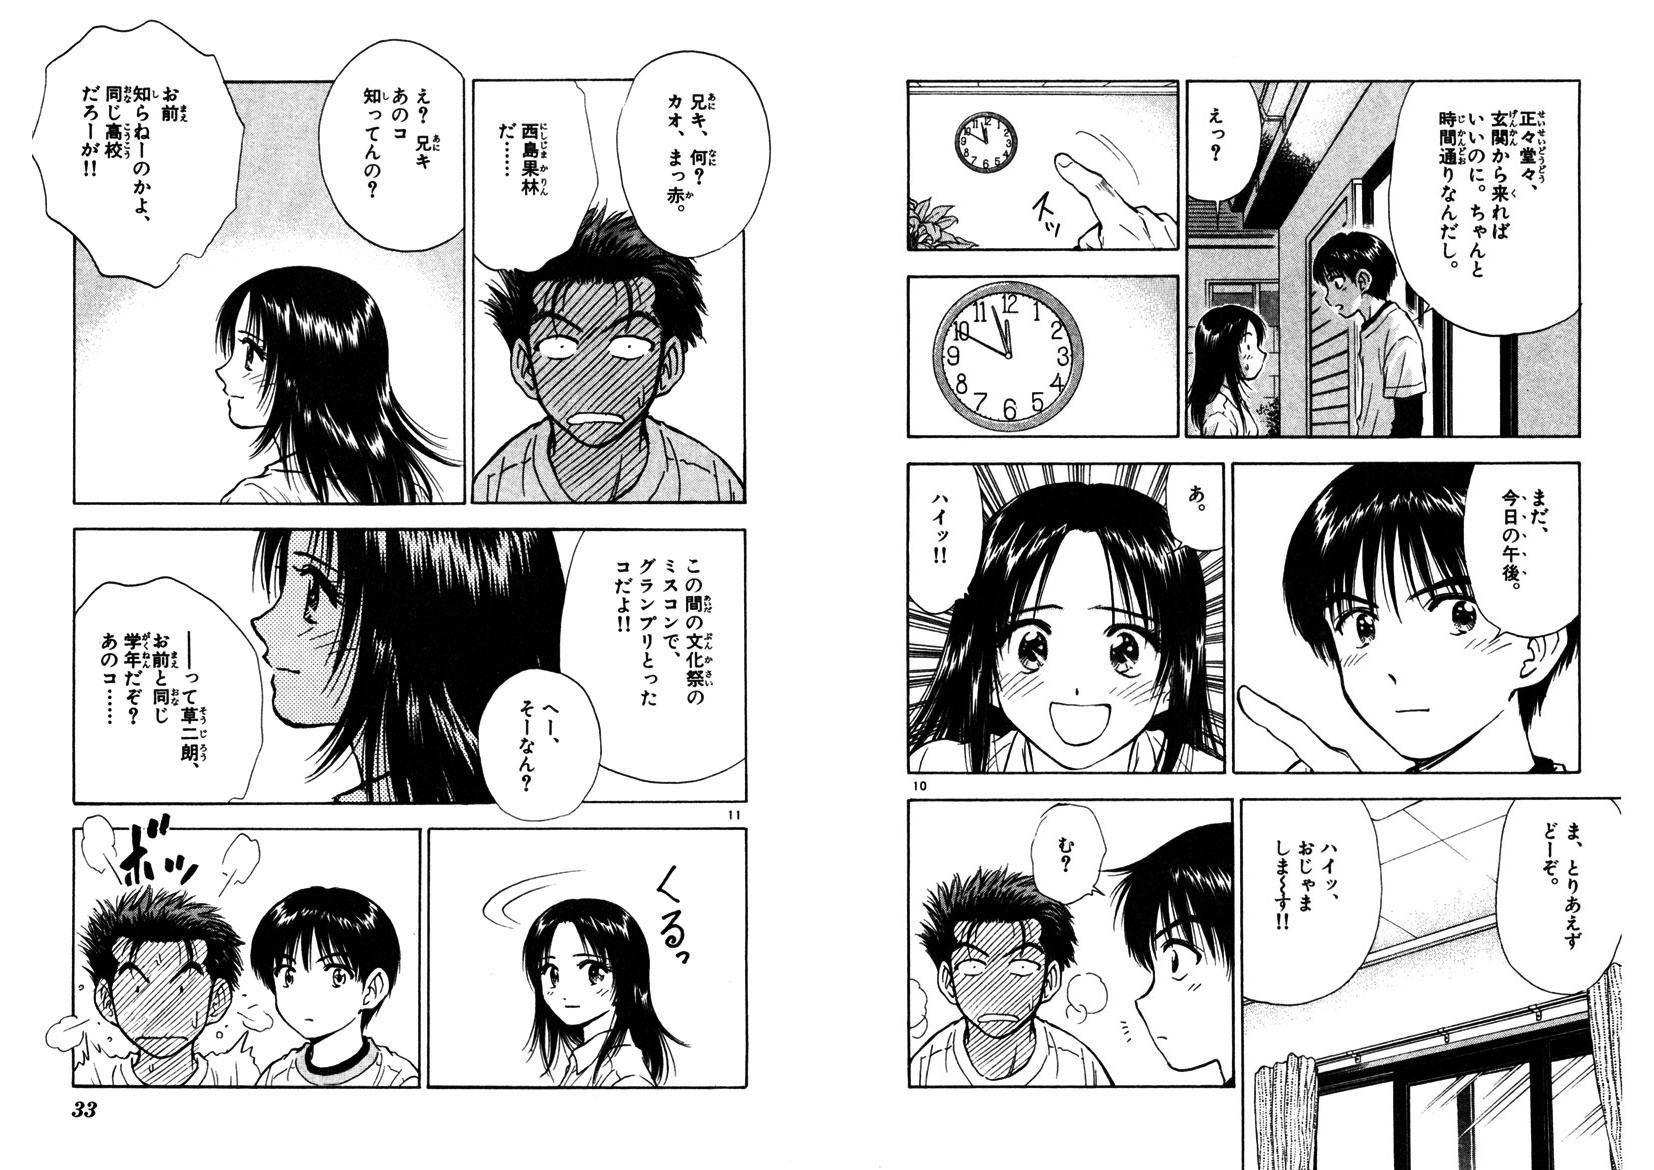 正々堂々、
玄関から来れば
いいのに。ちゃんと
時間通りなんだし。
えっ?
スッ
まだ、
今日の午後。
あ。
ハイッ!!
ま、とりあえず
どーぞ。
ハイッ、
おじゃま
しま〜す!!
む?
10
兄キ、何?
カオ、まっ赤。
西島果林
だ……
え? 兄キ
あのコ
知ってんの?
お前
知らねーのかよ、
同じ高校
だろーが!!
この間の文化祭の
ミスコンで、
グランプリとった
コだよ!!
へー、
そーなん?
――って草二朗、
お前と同じ
学年だぞ?
あのコ……
11
くるっ
ボッ
33